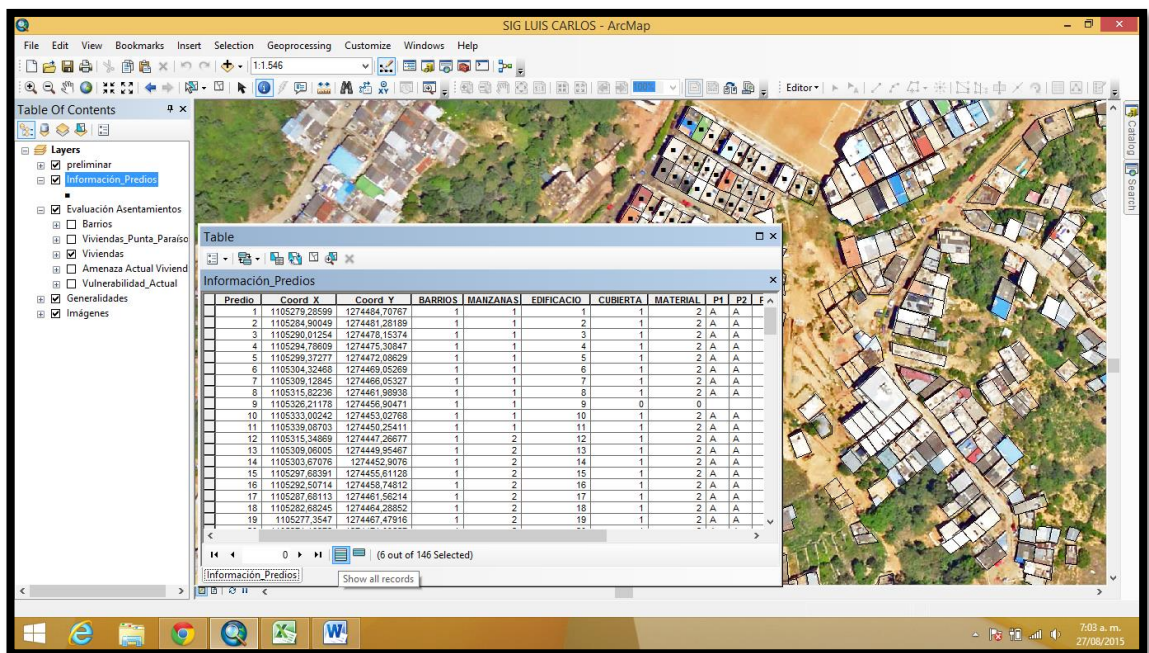 SIG LUIS CARLOS - ArcMap
File Edit View Bookmarks Insert Selection Geoprocessing Customize Windows Help
1:1.546
Editor
Table Of Contents
Layers
preliminar
Información_Predios
Evaluación Asentamientos
Barrios
Viviendas_Punta_Paraíso
Viviendas
Amenaza Actual Viviend
Vulnerabilidad_Actual
Generalidades
Imágenes
Catalog
Search
Table
Información_Predios
Predio Coord X Coord Y BARRIOS MANZANAS EDIFICACIO CUBIERTA MATERIAL P1 P2
1 1105279,28599 1274484,70767 1 1 1 1 2 A A
2 1105284,90049 1274481,28189 1 1 2 1 2 A A
3 1105290,01254 1274478,15374 1 1 3 1 2 A A
4 1105294,78609 1274475,30847 1 1 4 1 2 A A
5 1105299,37277 1274472,08629 1 1 5 1 2 A A
6 1105304,32468 1274469,05269 1 1 6 1 2 A A
7 1105309,12845 1274466,05327 1 1 7 1 2 A A
8 1105315,82236 1274461,98938 1 1 8 1 2 A A
9 1105326,21178 1274456,90471 1 1 9 0 0
10 1105333,00242 1274453,02768 1 1 10 1 2 A A
11 1105339,08703 1274450,25411 1 1 11 1 2 A A
12 1105315,34869 1274447,26677 1 2 12 1 2 A A
13 1105309,06005 1274449,95467 1 2 13 1 2 A A
14 1105303,67076 1274452,9076 1 2 14 1 2 A A
15 1105297,68391 1274455,61128 1 2 15 1 2 A A
16 1105292,50714 1274458,74812 1 2 16 1 2 A A
17 1105287,68113 1274461,56214 1 2 17 1 2 A A
18 1105282,68245 1274464,28852 1 2 18 1 2 A A
19 1105277,3547 1274467,47916 1 2 19 1 2 A A
0 (6 out of 146 Selected)
Información_Predios
Show all records
7:03 a. m.
27/08/2015